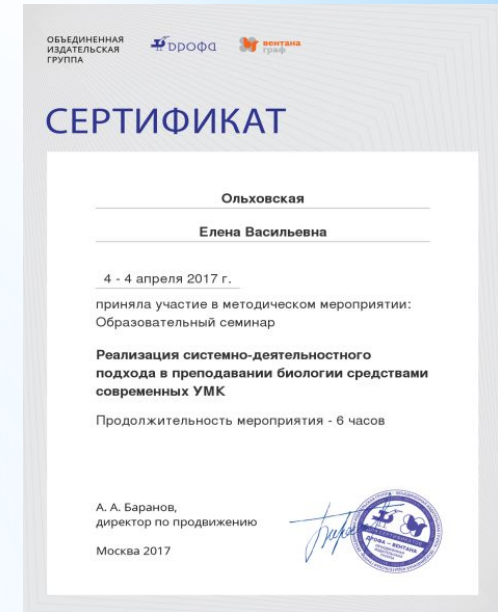 ОБЪЕДИНЕННАЯ
ИЗДАТЕЛЬСКАЯ
ГРУППА
дрофа
вентана
граф
СЕРТИФИКАТ
Ольховская
Елена Васильевна
4 - 4 апреля 2017 г.
приняла участие в методическом мероприятии:
Образовательный семинар
Реализация системно-деятельностного
подхода в преподавании биологии средствами
современных УМК
Продолжительность мероприятия - 6 часов
А. А. Баранов,
директор по продвижению
Москва 2017
ДРОФА – ВЕНТАНА